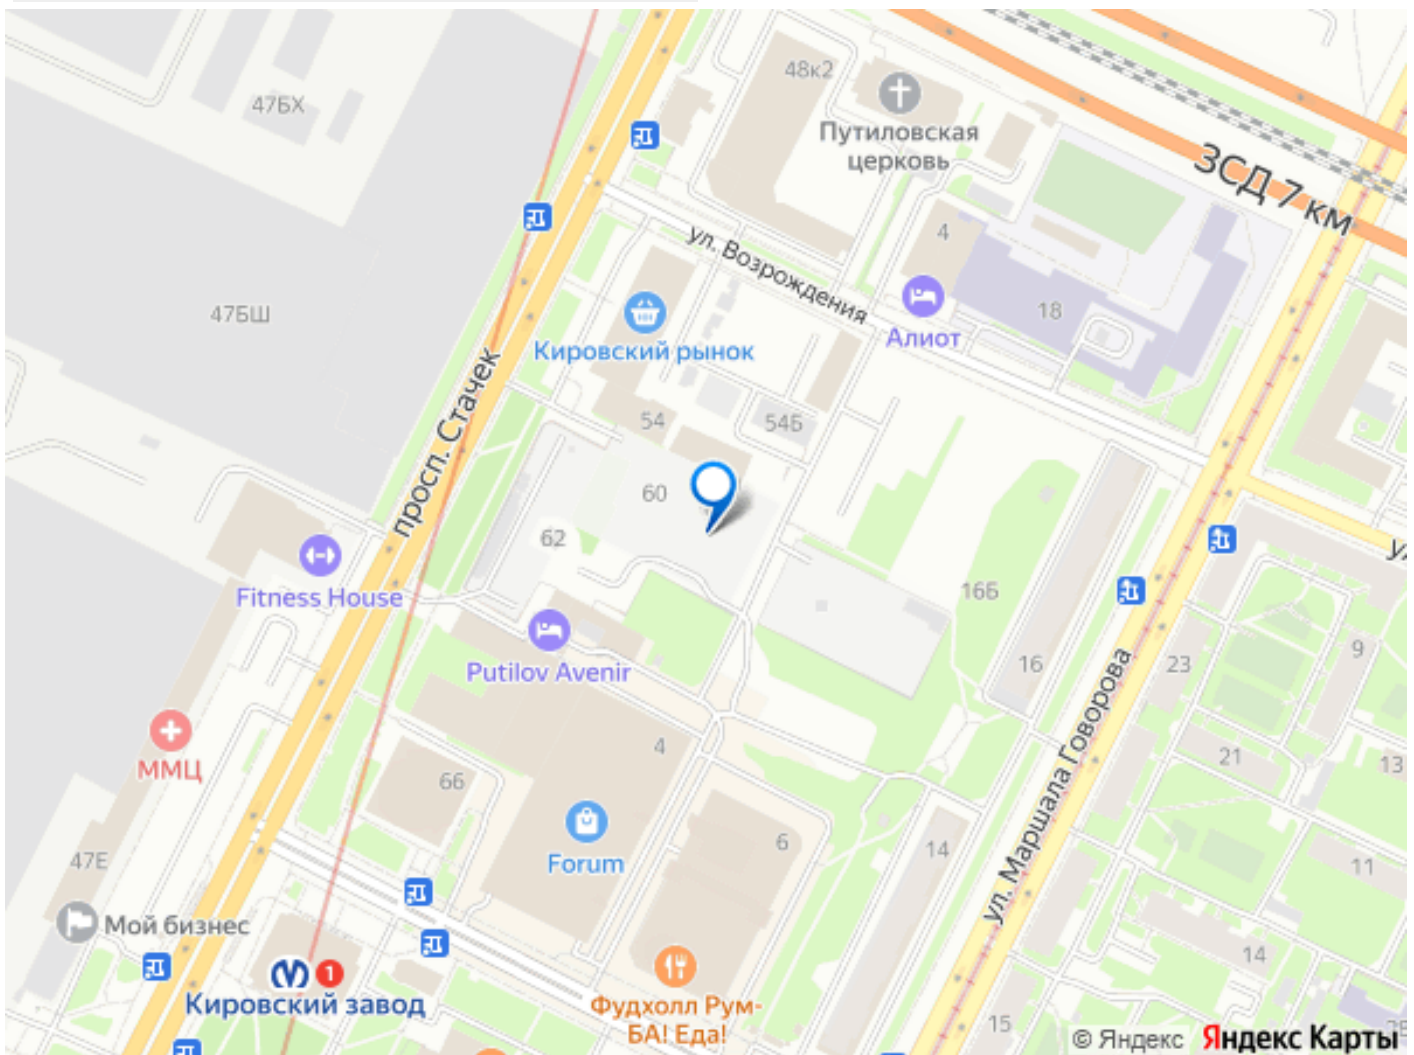 48к2
47БХ
Путиловская
церковь
ЗСД 7 км
4
ул. Возрождения
18
47БШ
Алиот
Кировский рынок
просп. Стачек
54
54Б
60
62
16Б
Fitness House
Putilov Avenir
16
23
9
ул. Маршала Говорова
ММЦ
4
21
13
66
6
14
47Е
Forum
11
Мой бизнес
14
1
Кировский завод
Фудхолл Рум-
БА! Еда!
15
© Яндекс Яндекс Карты